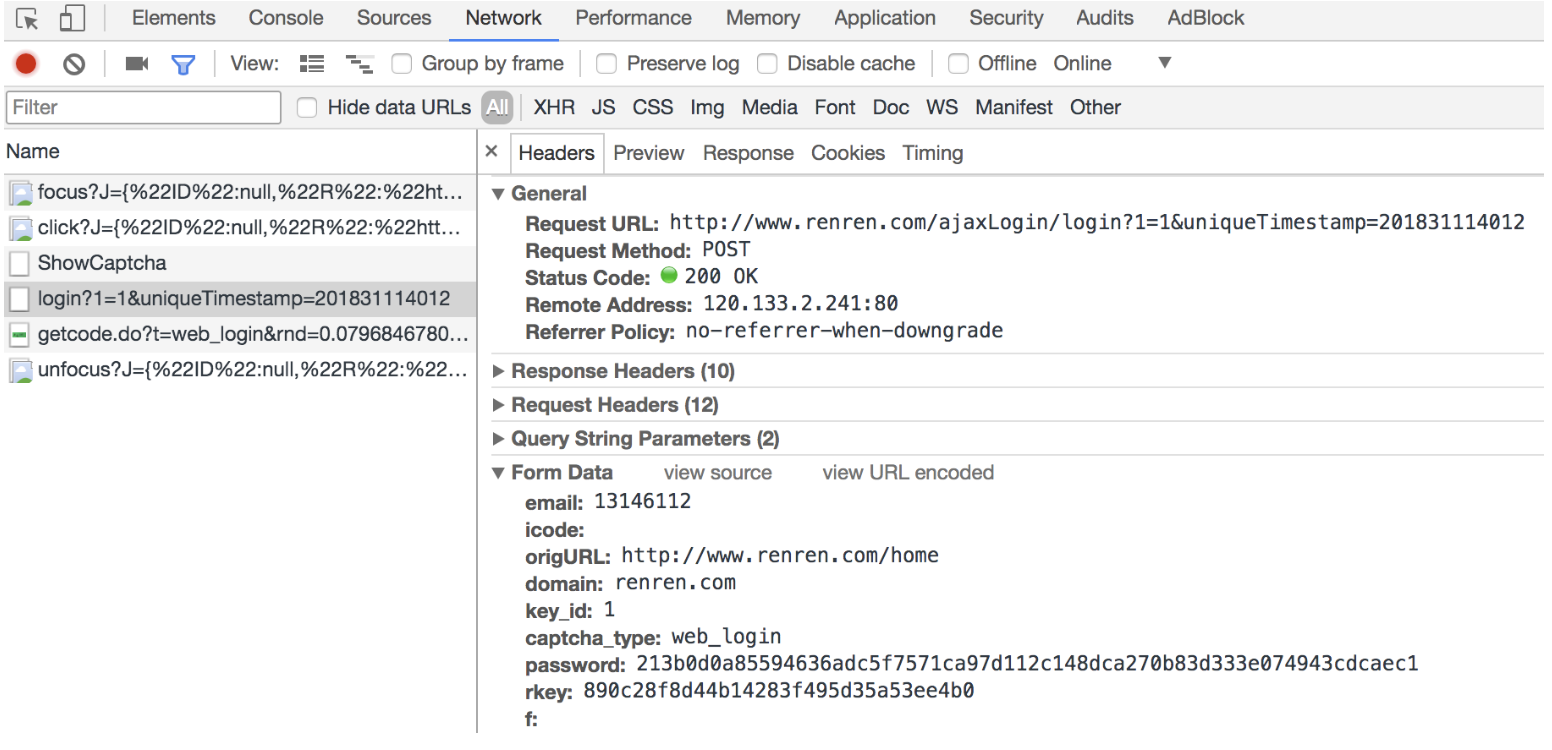 Elements Console Sources Network Performance Memory Application Security Audits AdBlock
View: Group by frame Preserve log Disable cache Offline Online
Filter Hide data URLs All XHR JS CSS Img Media Font Doc WS Manifest Other
Name
focus?J={%22ID%22:null,%22R%22:%22ht...
click?J={%22ID%22:null,%22R%22:%22htt...
ShowCaptcha
login?1=1&uniqueTimestamp=201831114012
getcode.do?t=web_login&rnd=0.0796846780...
unfocus?J={%22ID%22:null,%22R%22:%22...
× Headers Preview Response Cookies Timing
General
Request URL: http://www.renren.com/ajaxLogin/login?1=1&uniqueTimestamp=201831114012
Request Method: POST
Status Code: 200 OK
Remote Address: 120.133.2.241:80
Referrer Policy: no-referrer-when-downgrade
Response Headers (10)
Request Headers (12)
Query String Parameters (2)
Form Data view source view URL encoded
email: 13146112
icode:
origURL: http://www.renren.com/home
domain: renren.com
key_id: 1
captcha_type: web_login
password: 213b0d0a85594636adc5f7571ca97d112c148dca270b83d333e074943cdcaec1
rkey: 890c28f8d44b14283f495d35a53ee4b0
f: